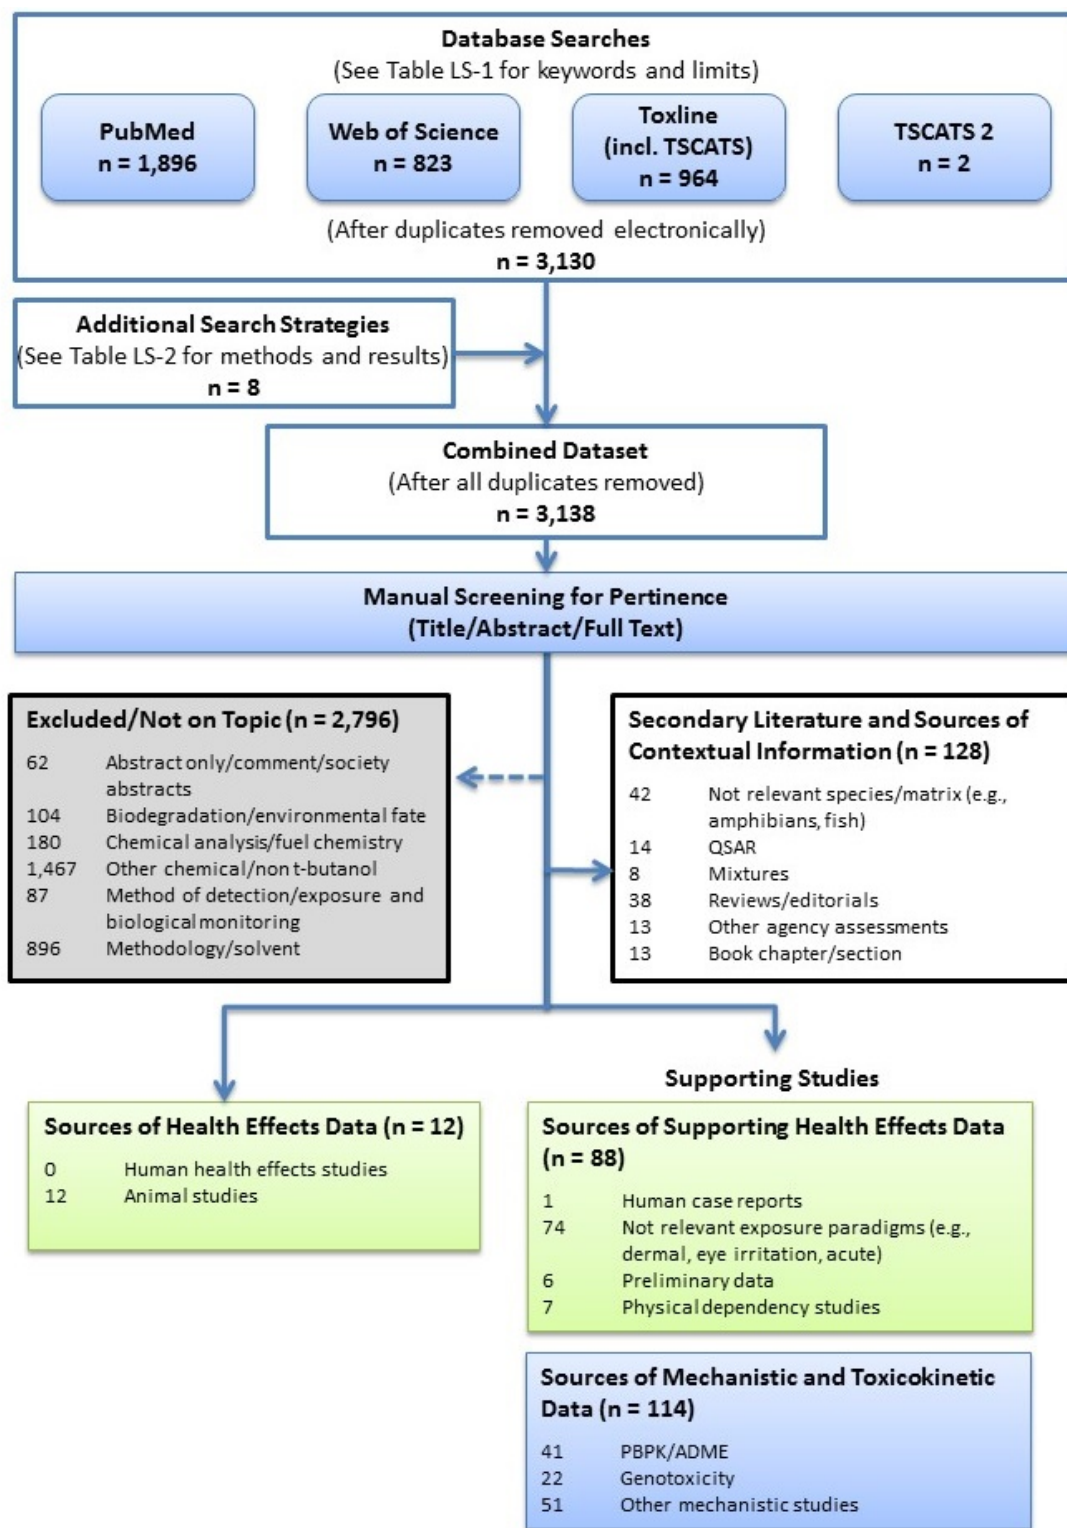 Database Searches
(See Table LS-1 for keywords and limits)
PubMed
n = 1,896
Web of Science
n = 823
Toxline
(incl. TSCATS)
n = 964
TSCATS 2
n = 2
(After duplicates removed electronically)
n = 3,130
Additional Search Strategies
(See Table LS-2 for methods and results)
n = 8
Combined Dataset
(After all duplicates removed)
n = 3,138
Manual Screening for Pertinence
(Title/Abstract/Full Text)
Excluded/Not on Topic (n = 2,796)
62 Abstract only/comment/society
abstracts
104 Biodegradation/environmental fate
180 Chemical analysis/fuel chemistry
1,467 Other chemical/non t-butanol
87 Method of detection/exposure and
biological monitoring
896 Methodology/solvent
Secondary Literature and Sources of
Contextual Information (n = 128)
42 Not relevant species/matrix (e.g.,
amphibians, fish)
14 QSAR
8 Mixtures
38 Reviews/editorials
13 Other agency assessments
13 Book chapter/section
Sources of Health Effects Data (n = 12)
0 Human health effects studies
12 Animal studies
Supporting Studies
Sources of Supporting Health Effects Data
(n = 88)
1 Human case reports
74 Not relevant exposure paradigms (e.g.,
dermal, eye irritation, acute)
6 Preliminary data
7 Physical dependency studies
Sources of Mechanistic and Toxicokinetic
Data (n = 114)
41 PBPK/ADME
22 Genotoxicity
51 Other mechanistic studies